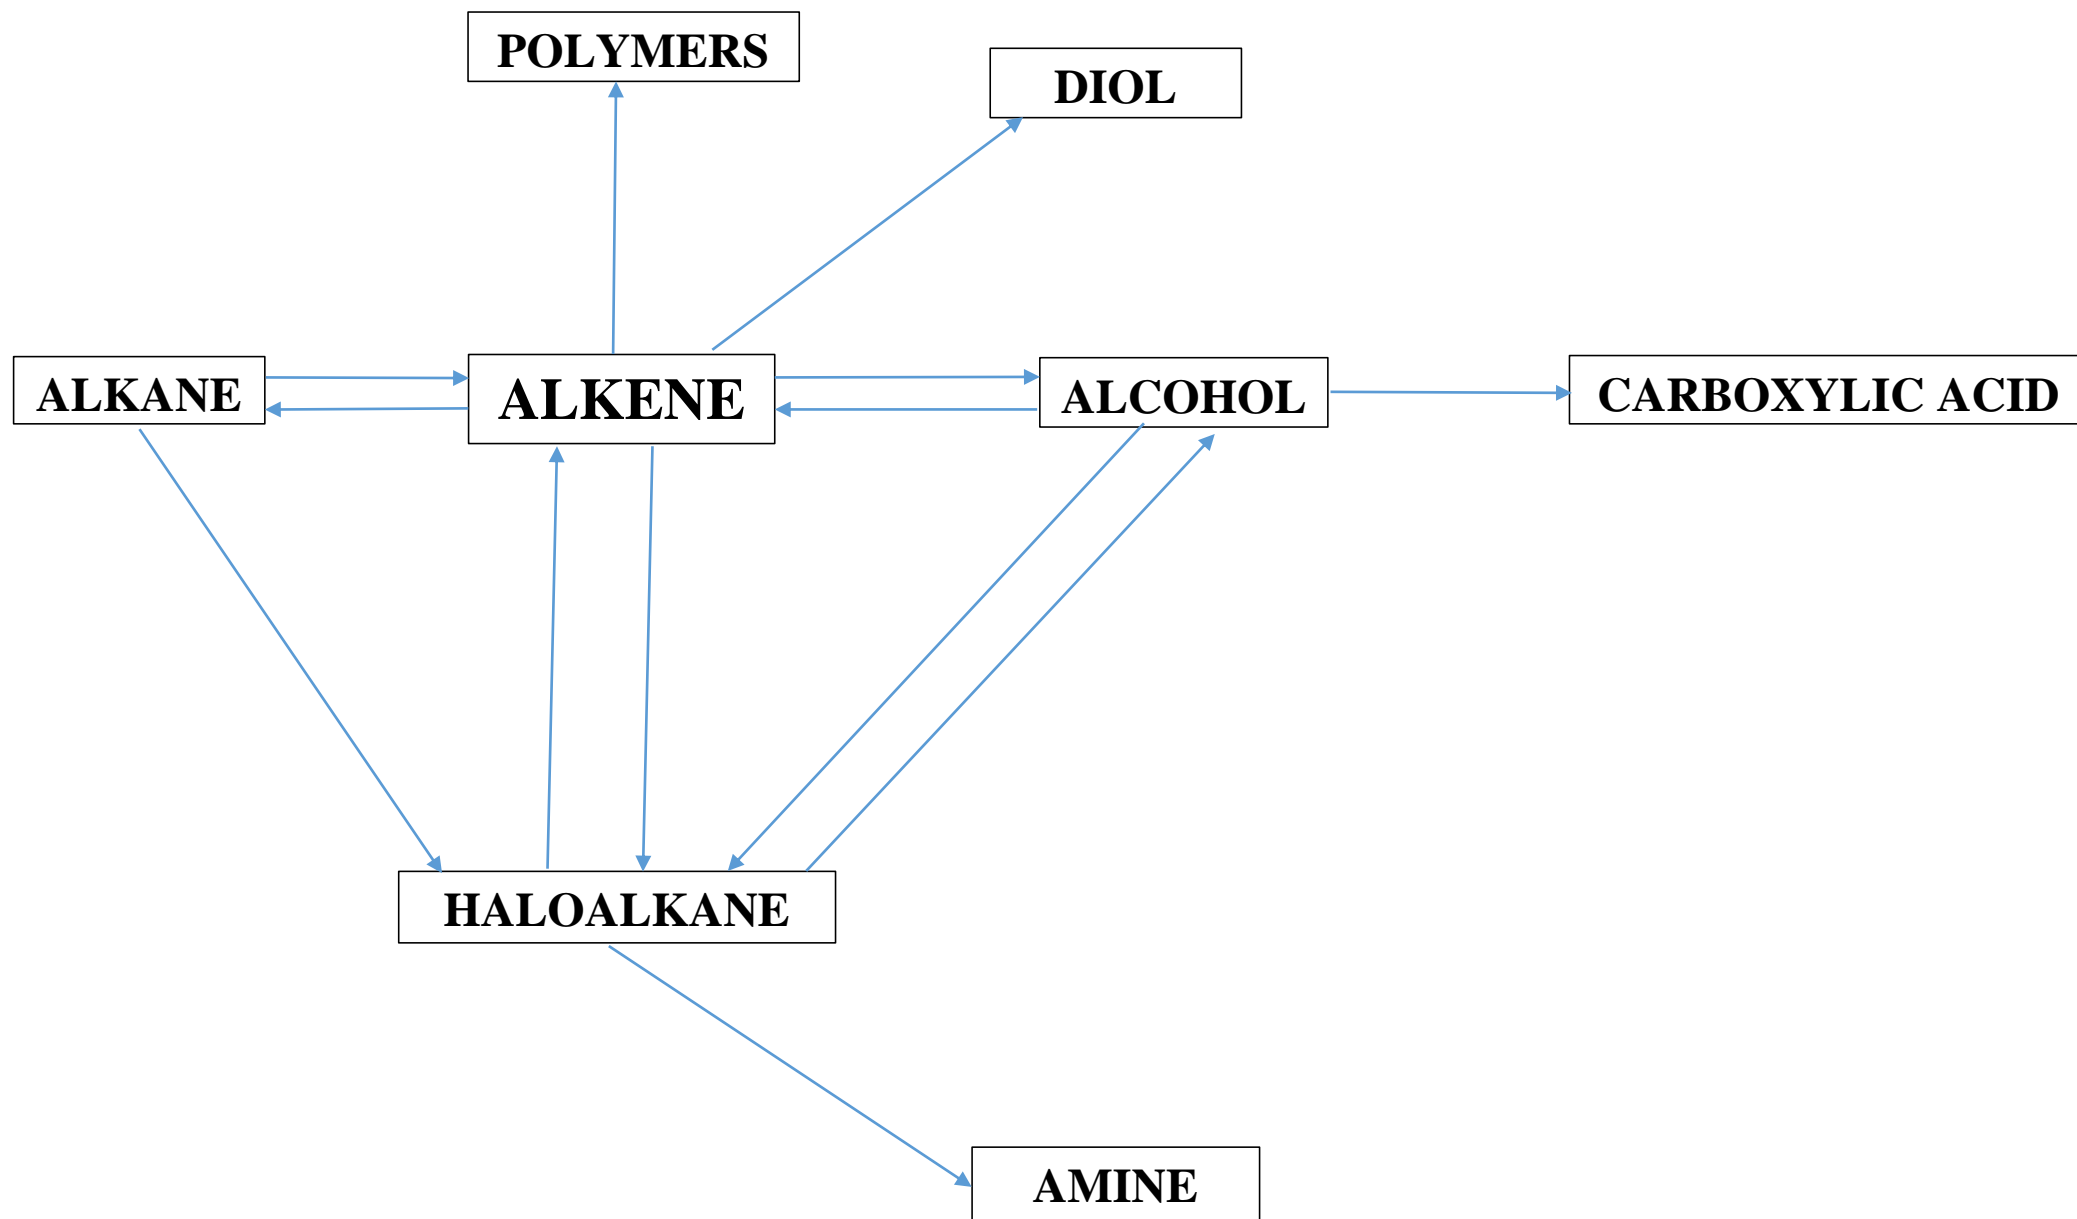 POLYMERS
DIOL
ALKANE
ALKENE
ALCOHOL
CARBOXYLIC ACID
HALOALKANE
AMINE